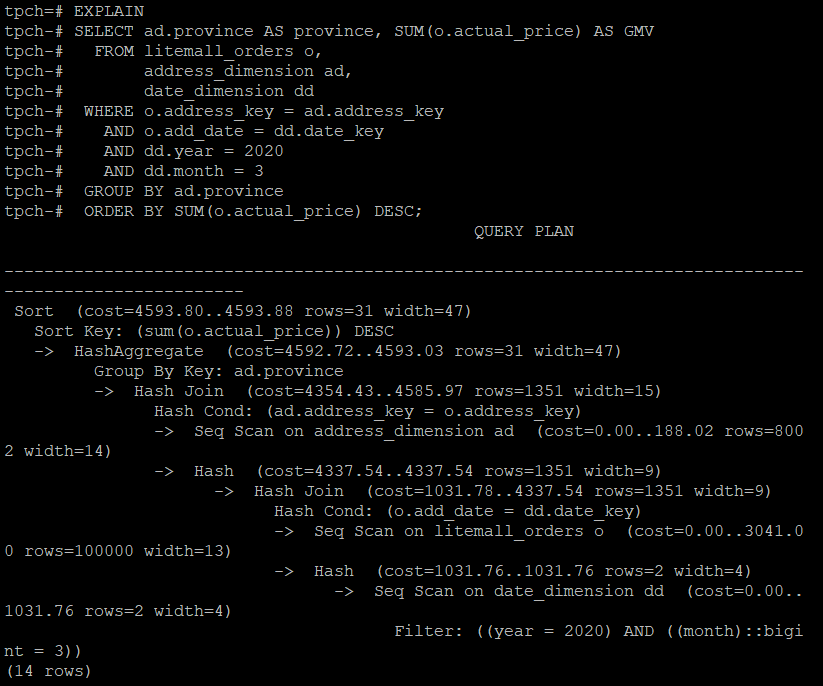 tpch=# EXPLAIN
tpch-# SELECT ad.province AS province, SUM(o.actual_price) AS GMV
tpch-#   FROM litemall_orders o,
tpch-#        address_dimension ad,
tpch-#        date_dimension dd
tpch-#  WHERE o.address_key = ad.address_key
tpch-#    AND o.add_date = dd.date_key
tpch-#    AND dd.year = 2020
tpch-#    AND dd.month = 3
tpch-#  GROUP BY ad.province
tpch-#  ORDER BY SUM(o.actual_price) DESC;
                                               QUERY PLAN
--------------------------------------------------------------------------------
------------------------
 Sort  (cost=4593.80..4593.88 rows=31 width=47)
   Sort Key: (sum(o.actual_price)) DESC
   ->  HashAggregate  (cost=4592.72..4593.03 rows=31 width=47)
         Group By Key: ad.province
         ->  Hash Join  (cost=4354.43..4585.97 rows=1351 width=15)
               Hash Cond: (ad.address_key = o.address_key)
               ->  Seq Scan on address_dimension ad  (cost=0.00..188.02 rows=800
2 width=14)
               ->  Hash  (cost=4337.54..4337.54 rows=1351 width=9)
                     ->  Hash Join  (cost=1031.78..4337.54 rows=1351 width=9)
                           Hash Cond: (o.add_date = dd.date_key)
                           ->  Seq Scan on litemall_orders o  (cost=0.00..3041.0
0 rows=100000 width=13)
                           ->  Hash  (cost=1031.76..1031.76 rows=2 width=4)
                                 ->  Seq Scan on date_dimension dd  (cost=0.00..
1031.76 rows=2 width=4)
                                       Filter: ((year = 2020) AND ((month)::bigi
nt = 3))
(14 rows)